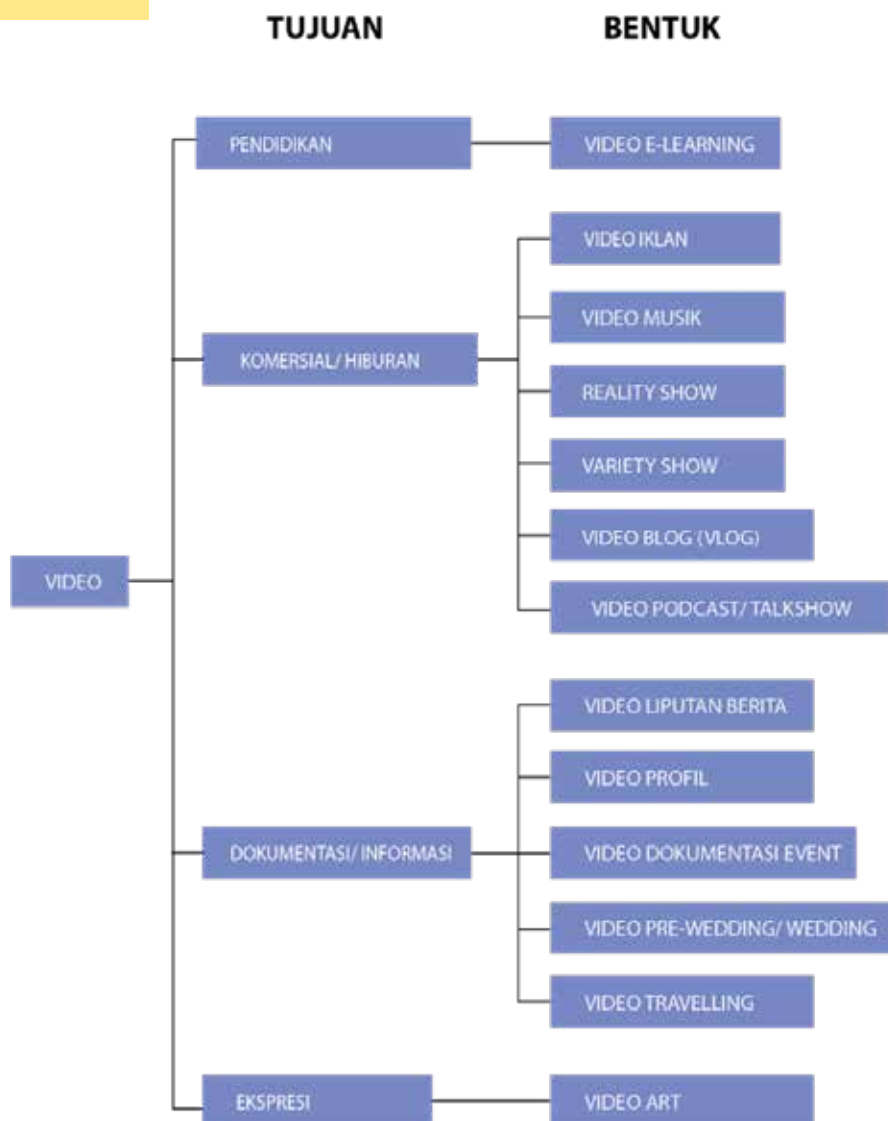 TUJUAN
BENTUK
PENDIDIKAN
VIDEO E-LEARNING
VIDEO IKLAN
VIDEO MUSIK
KOMERSIAL/ HIBURAN
REALITY SHOW
VARIETY SHOW
VIDEO BLOG (VLOG)
VIDEO
VIDEO PODCAST/ TALKSHOW
VIDEO LIPUTAN BERITA
VIDEO PROFIL
DOKUMENTASI/ INFORMASI
VIDEO DOKUMENTASI EVENT
VIDEO PRE-WEDDING/ WEDDING
VIDEO TRAVELLING
EKSPRESI
VIDEO ART